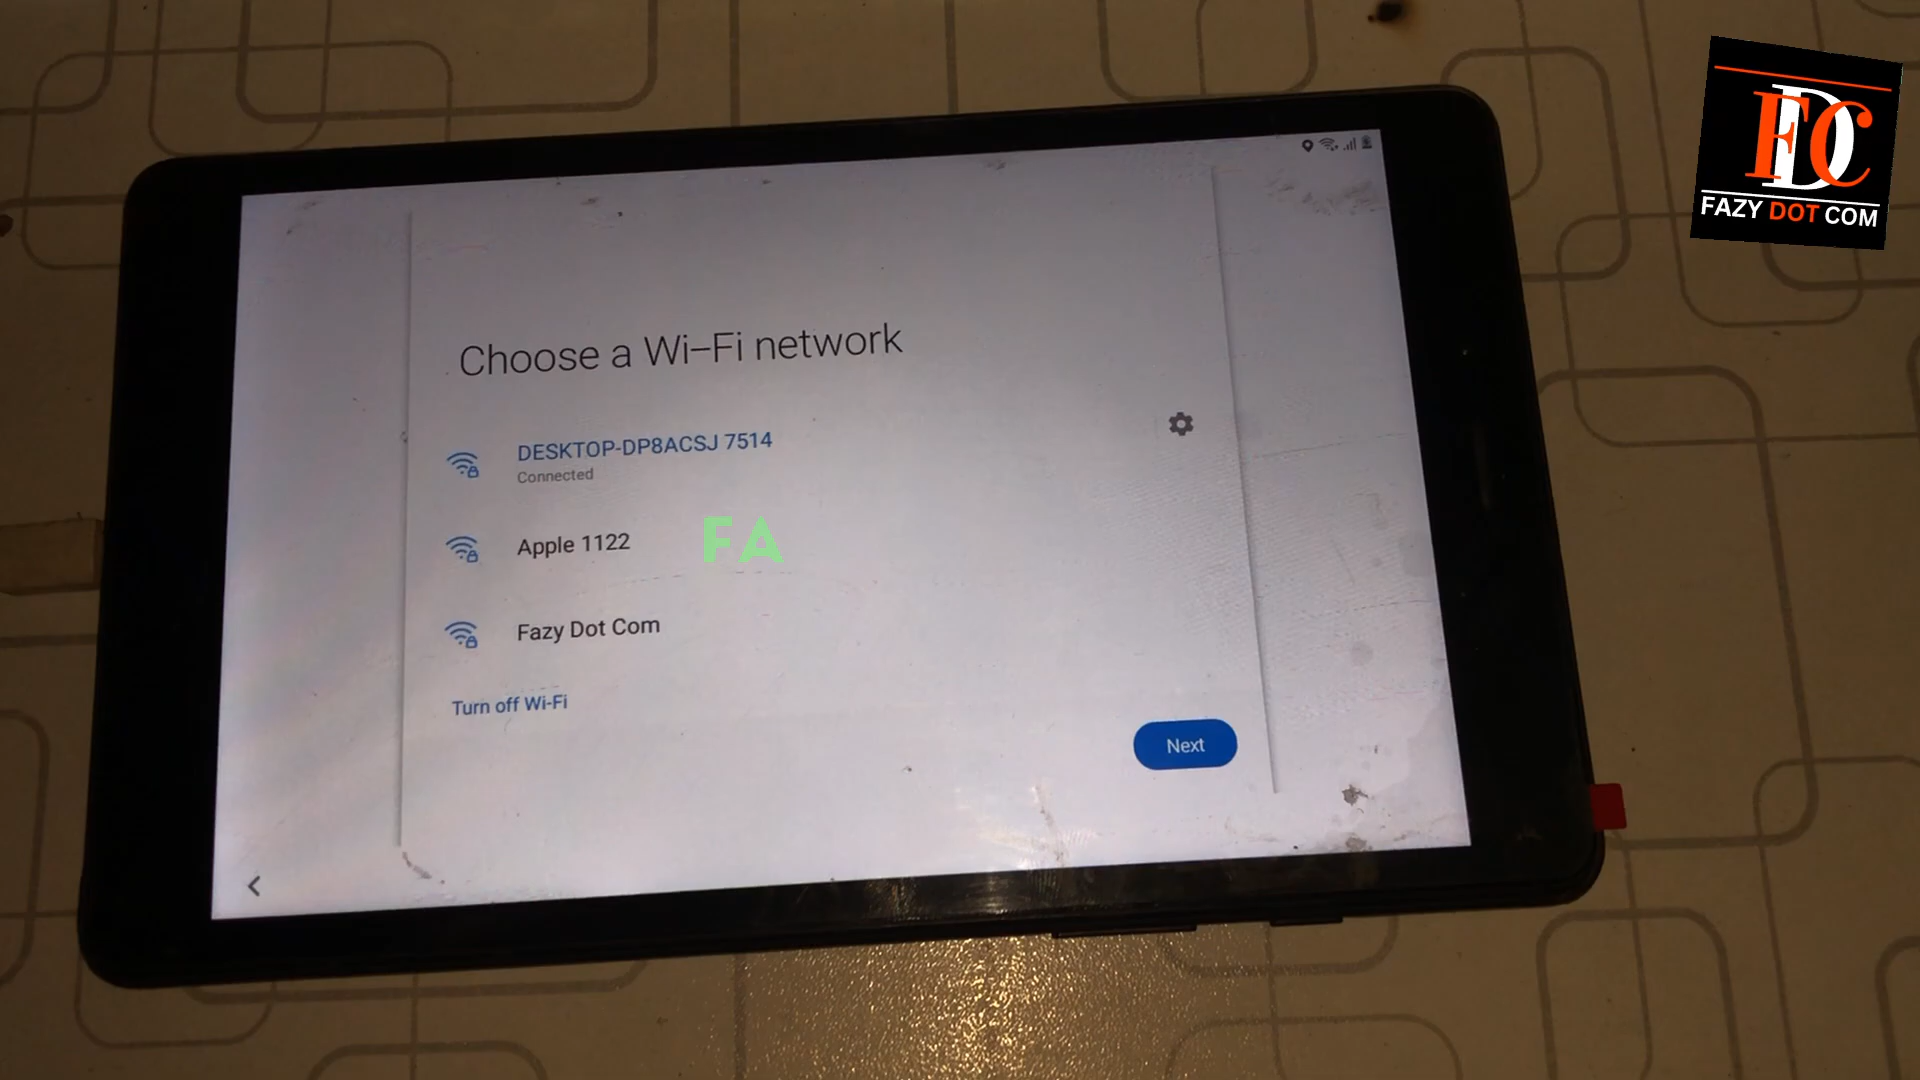 FDC
FAZY DOT COM
Choose a Wi-Fi network
DESKTOP-DP8ACSJ 7514
Connected
Apple 1122
FA
Fazy Dot Com
Turn off Wi-Fi
Next